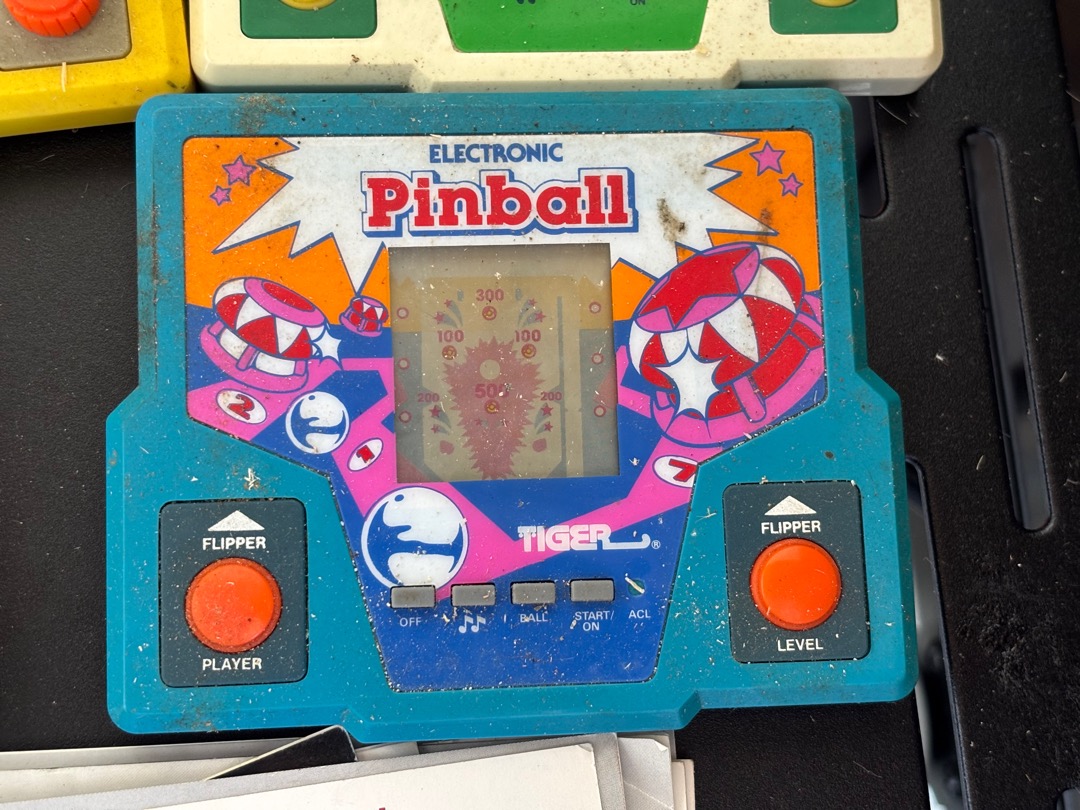 ON
ELECTRONIC
Pinball
300
100 100
500
200 200
2
1
7
TIGER ®
FLIPPER
PLAYER
FLIPPER
LEVEL
OFF BALL START/ ACL
ON